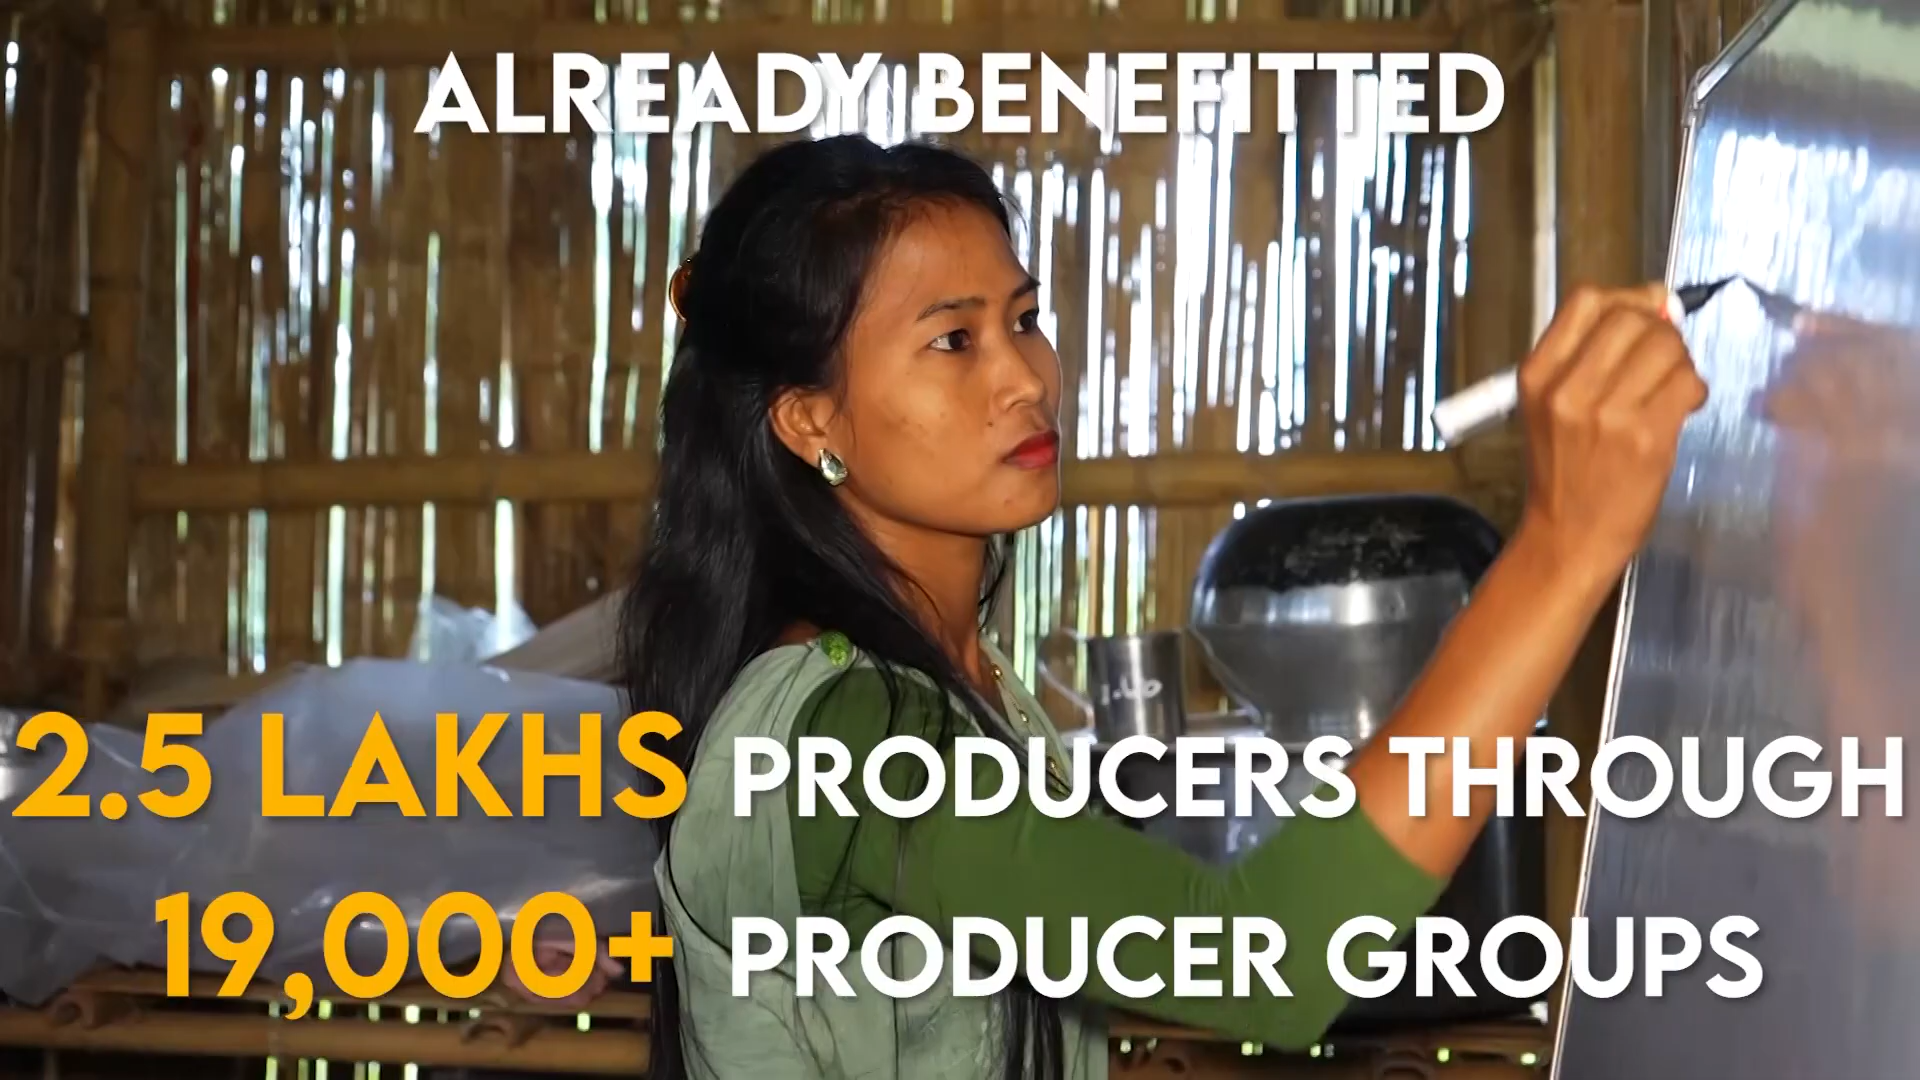 ALREADY BENEFITTED
2.5 LAKHS PRODUCERS THROUGH
19,000+ PRODUCER GROUPS